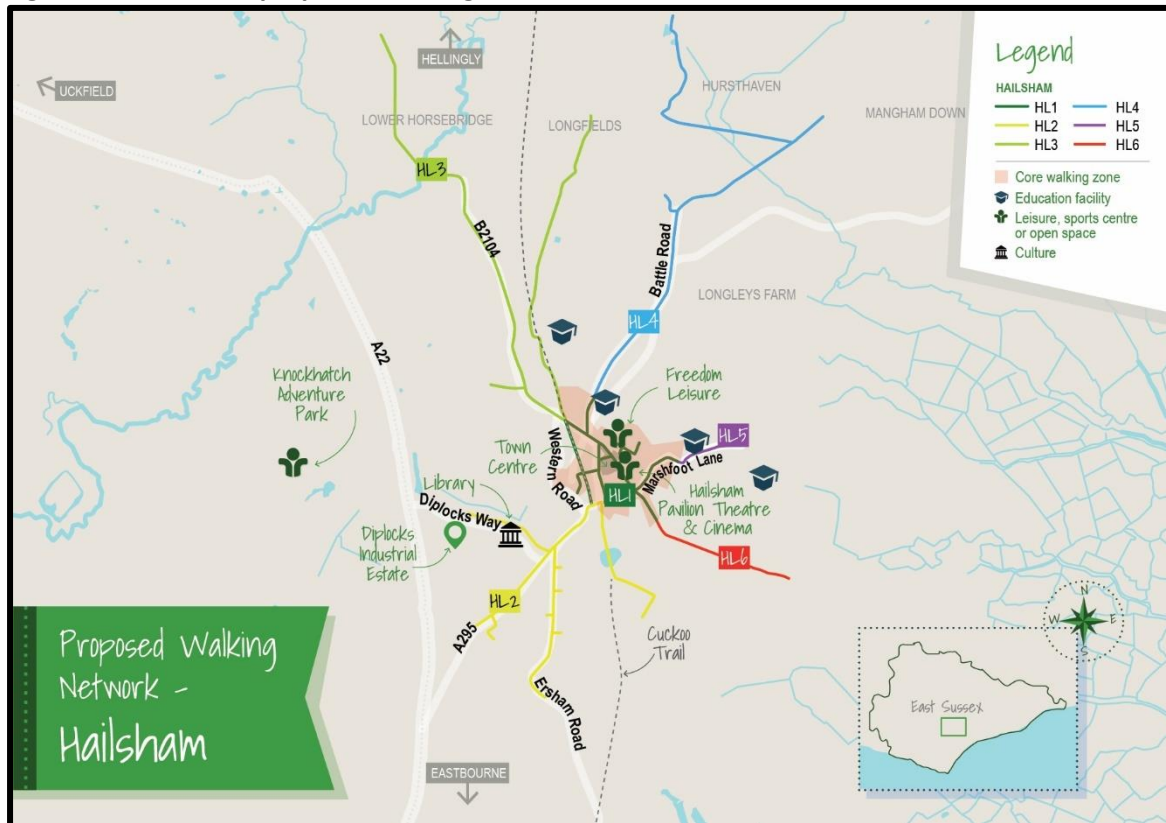 UCKFIELD
HELLINGLY
LOWER HORSEBRIDGE
LONGFIELDS
HURSTHAVEN
MANGHAM DOWN
Legend
HAILSHAM
HL1
HL2
HL3
HL4
HL5
HL6
Core walking zone
Education facility
Leisure, sports centre
or open space
Culture
HL3
B2104
Battle Road
LONGLEYS FARM
HL4
A22
Knockhatch
Adventure
Park
Freedom
Leisure
Town
Centre
Western Road
HL5
Marshfoot Lane
HL1
Hailsham
Pavilion Theatre
& Cinema
Library
Diplocks Way
Diplocks
Industrial
Estate
HL6
HL2
A295
Ersham Road
Cuckoo
Trail
N
W
E
S
East Sussex
Proposed Walking
Network -
Hailsham
EASTBOURNE